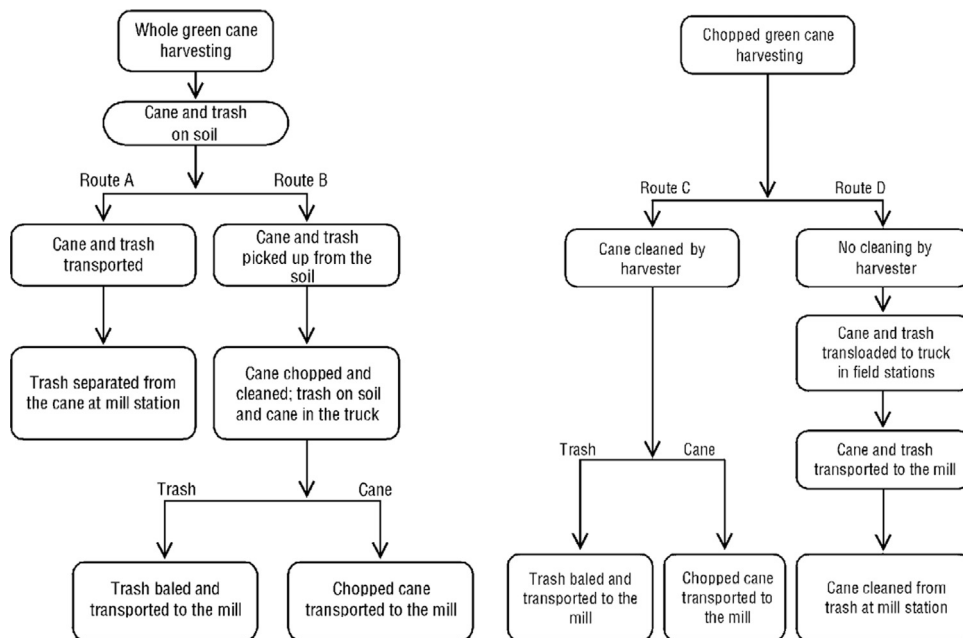 Whole green cane
harvesting
Cane and trash
on soil
Route A
Route B
Cane and trash
transported
Cane and trash
picked up from the
soil
Trash separated from
the cane at mill station
Cane chopped and
cleaned; trash on soil
and cane in the truck
Trash
Cane
Trash baled and
transported to the mill
Chopped cane
transported to the mill
Chopped green cane
harvesting
Route C
Route D
Cane cleaned by
harvester
No cleaning by
harvester
Cane and trash
transloaded to truck
in field stations
Cane and trash
transported to the mill
Trash
Cane
Trash baled and
transported to the
mill
Chopped cane
transported to
the mill
Cane cleaned from
trash at mill station